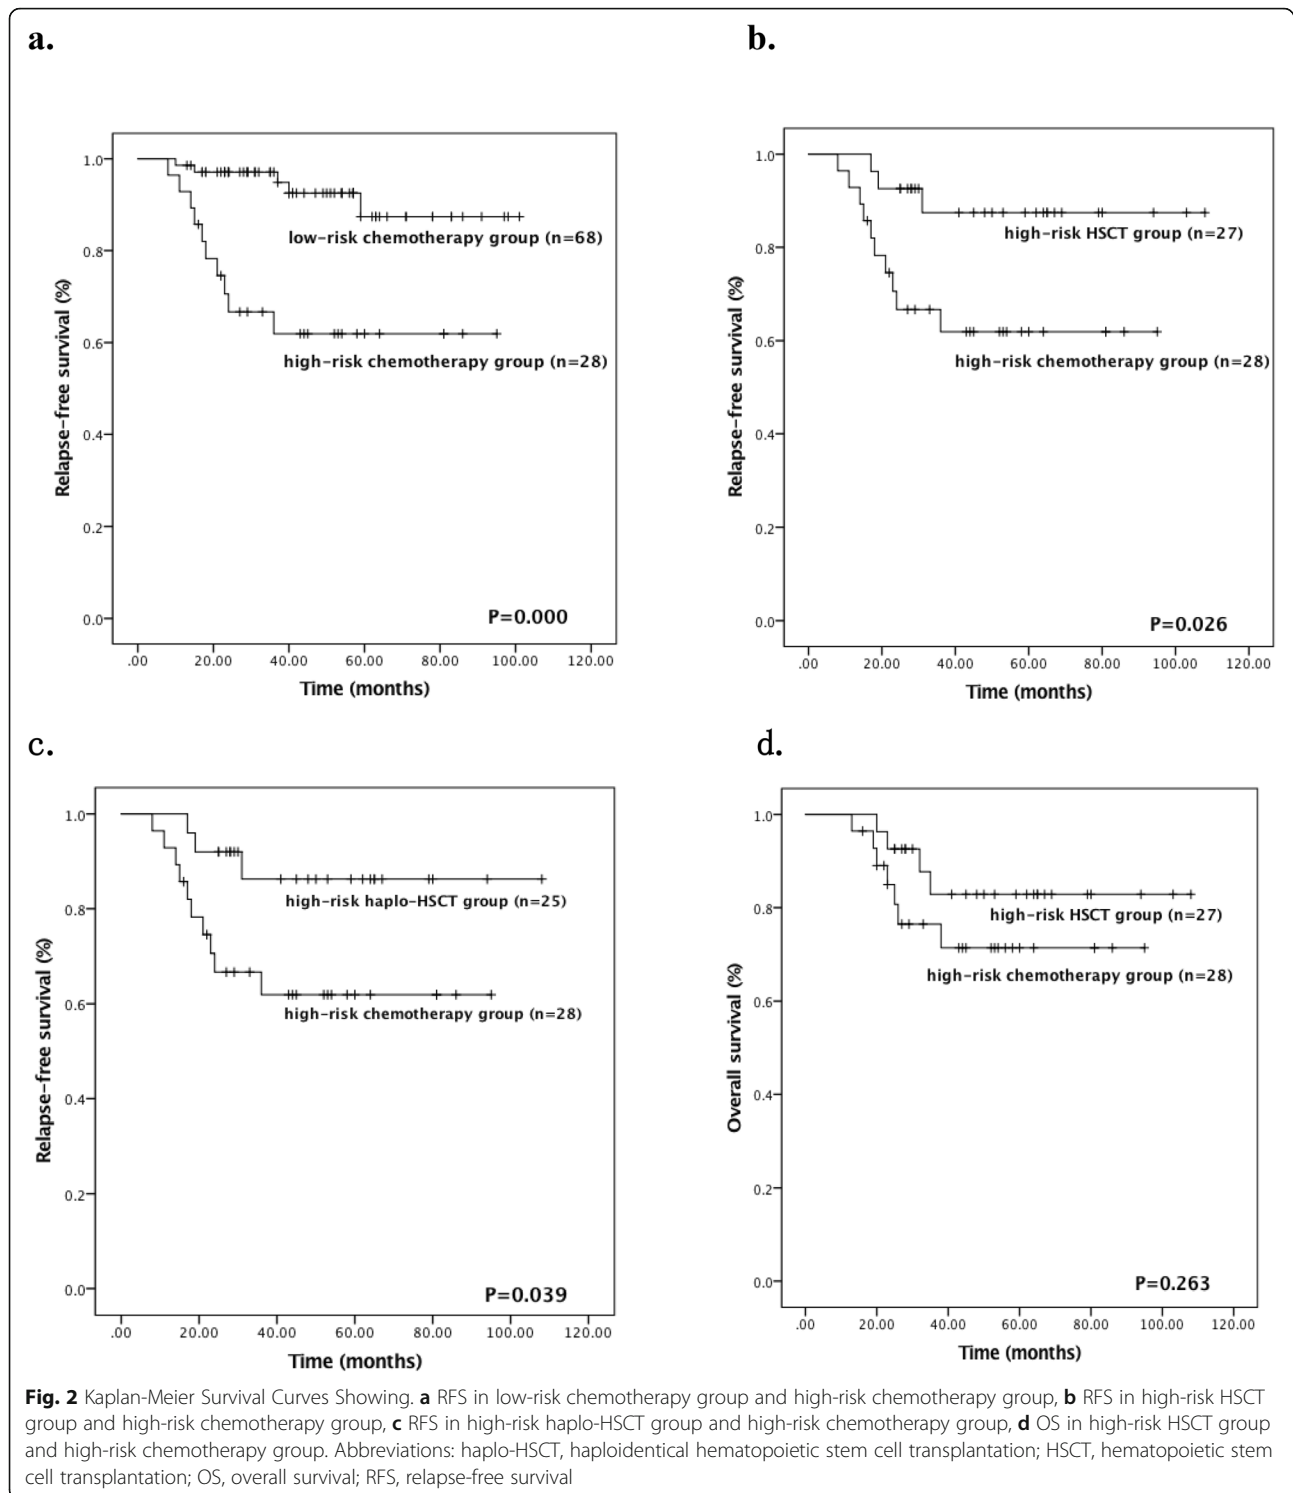 a.
1.0
0.8
0.6
0.4
0.2
0.0
Relapse-free survival (%)
low-risk chemotherapy group (n=68)
high-risk chemotherapy group (n=28)
P=0.000
.00 20.00 40.00 60.00 80.00 100.00 120.00
Time (months)
b.
1.0
0.8
0.6
0.4
0.2
0.0
Relapse-free survival (%)
high-risk HSCT group (n=27)
high-risk chemotherapy group (n=28)
P=0.026
.00 20.00 40.00 60.00 80.00 100.00 120.00
Time (months)
c.
1.0
0.8
0.6
0.4
0.2
0.0
Relapse-free survival (%)
high-risk haplo-HSCT group (n=25)
high-risk chemotherapy group (n=28)
P=0.039
.00 20.00 40.00 60.00 80.00 100.00 120.00
Time (months)
d.
1.0
0.8
0.6
0.4
0.2
0.0
Overall survival (%)
high-risk HSCT group (n=27)
high-risk chemotherapy group (n=28)
P=0.263
.00 20.00 40.00 60.00 80.00 100.00 120.00
Time (months)
Fig. 2 Kaplan-Meier Survival Curves Showing. a RFS in low-risk chemotherapy group and high-risk chemotherapy group, b RFS in high-risk HSCT
group and high-risk chemotherapy group, c RFS in high-risk haplo-HSCT group and high-risk chemotherapy group, d OS in high-risk HSCT group
and high-risk chemotherapy group. Abbreviations: haplo-HSCT, haploidentical hematopoietic stem cell transplantation; HSCT, hematopoietic stem
cell transplantation; OS, overall survival; RFS, relapse-free survival